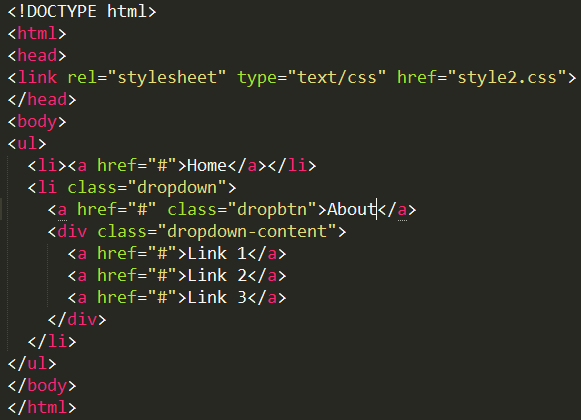 <!DOCTYPE html>
<html>
<head>
<link rel="stylesheet" type="text/css" href="style2.css">
</head>
<body>
<ul>
  <li><a href="#">Home</a></li>
  <li class="dropdown">
    <a href="#" class="dropbtn">About</a>
    <div class="dropdown-content">
      <a href="#">Link 1</a>
      <a href="#">Link 2</a>
      <a href="#">Link 3</a>
    </div>
  </li>
</ul>
</body>
</html>